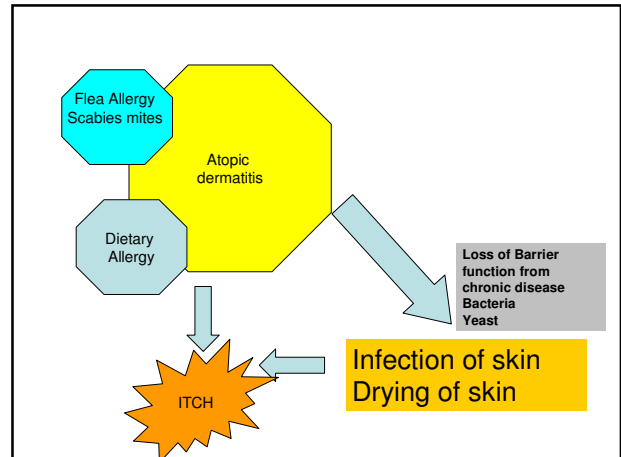 Flea Allergy
Scabies mites
Atopic
dermatitis
Dietary
Allergy
Loss of Barrier
function from
chronic disease
Bacteria
Yeast
Infection of skin
Drying of skin
ITCH